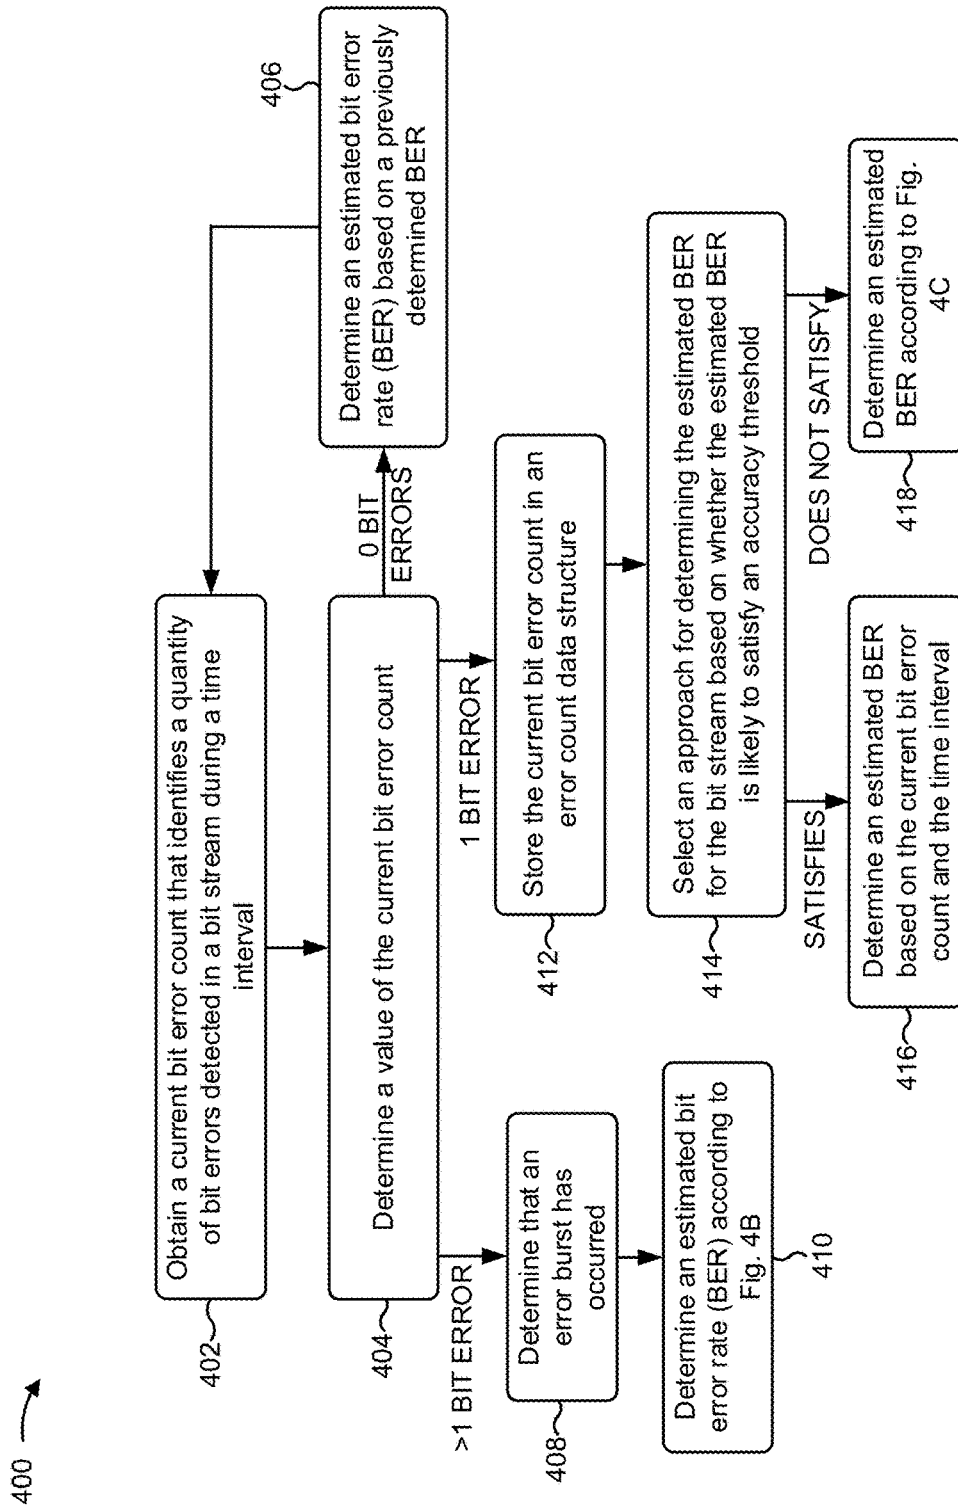 400
402
Obtain a current bit error count that identifies a quantity
of bit errors detected in a bit stream during a time
interval
404
Determine a value of the current bit error count
0 BIT
ERRORS
406
Determine an estimated bit error
rate (BER) based on a previously
determined BER
>1 BIT ERROR
408
Determine that an
error burst has
occurred
Determine an estimated bit
error rate (BER) according to
Fig. 4B
410
1 BIT ERROR
412
Store the current bit error count in an
error count data structure
414
Select an approach for determining the estimated BER
for the bit stream based on whether the estimated BER
is likely to satisfy an accuracy threshold
SATISFIES
416
Determine an estimated BER
based on the current bit error
count and the time interval
DOES NOT SATISFY
418
Determine an estimated
BER according to Fig.
4C